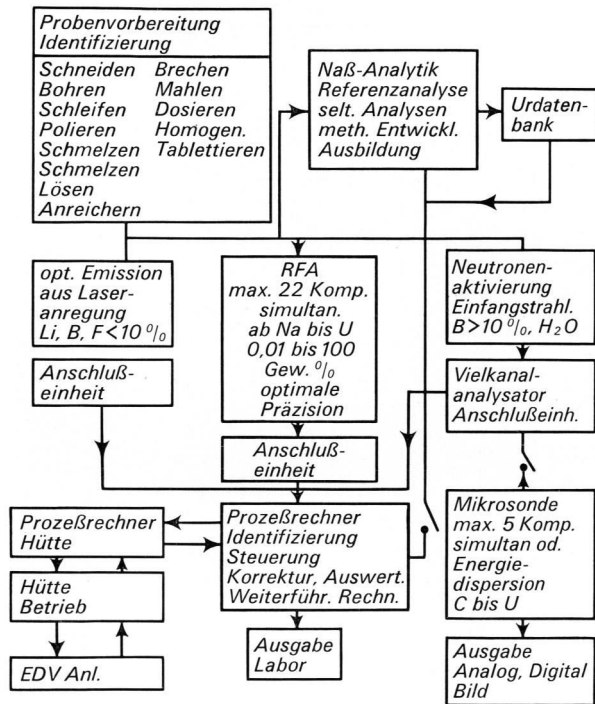 Probenvorbereitung
Identifizierung
Schneiden Brechen
Bohren Mahlen
Schleifen Dosieren
Polieren Homogen.
Schmelzen Tablettieren
Schmelzen
Lösen
Anreichern
Naß-Analytik
Referenzanalyse
selt. Analysen
meth. Entwickl.
Ausbildung
Urdaten-
bank
opt. Emission
aus Laser-
anregung
Li, B, F<10 %
Anschluß-
einheit
RFA
max. 22 Komp.
simultan.
ab Na bis U
0,01 bis 100
Gew. %
optimale
Präzision
Anschluß-
einheit
Neutronen-
aktivierung
Einfangstrahl.
B>10 %, H₂O
Vielkanal-
analysator
Anschlußeinh.
Prozeßrechner
Hütte
Hütte
Betrieb
EDV Anl.
Prozeßrechner
Identifizierung
Steuerung
Korrektur, Auswert.
Weiterführ. Rechn.
Ausgabe
Labor
Mikrosonde
max. 5 Komp.
simultan od.
Energie-
dispersion
C bis U
Ausgabe
Analog, Digital
Bild